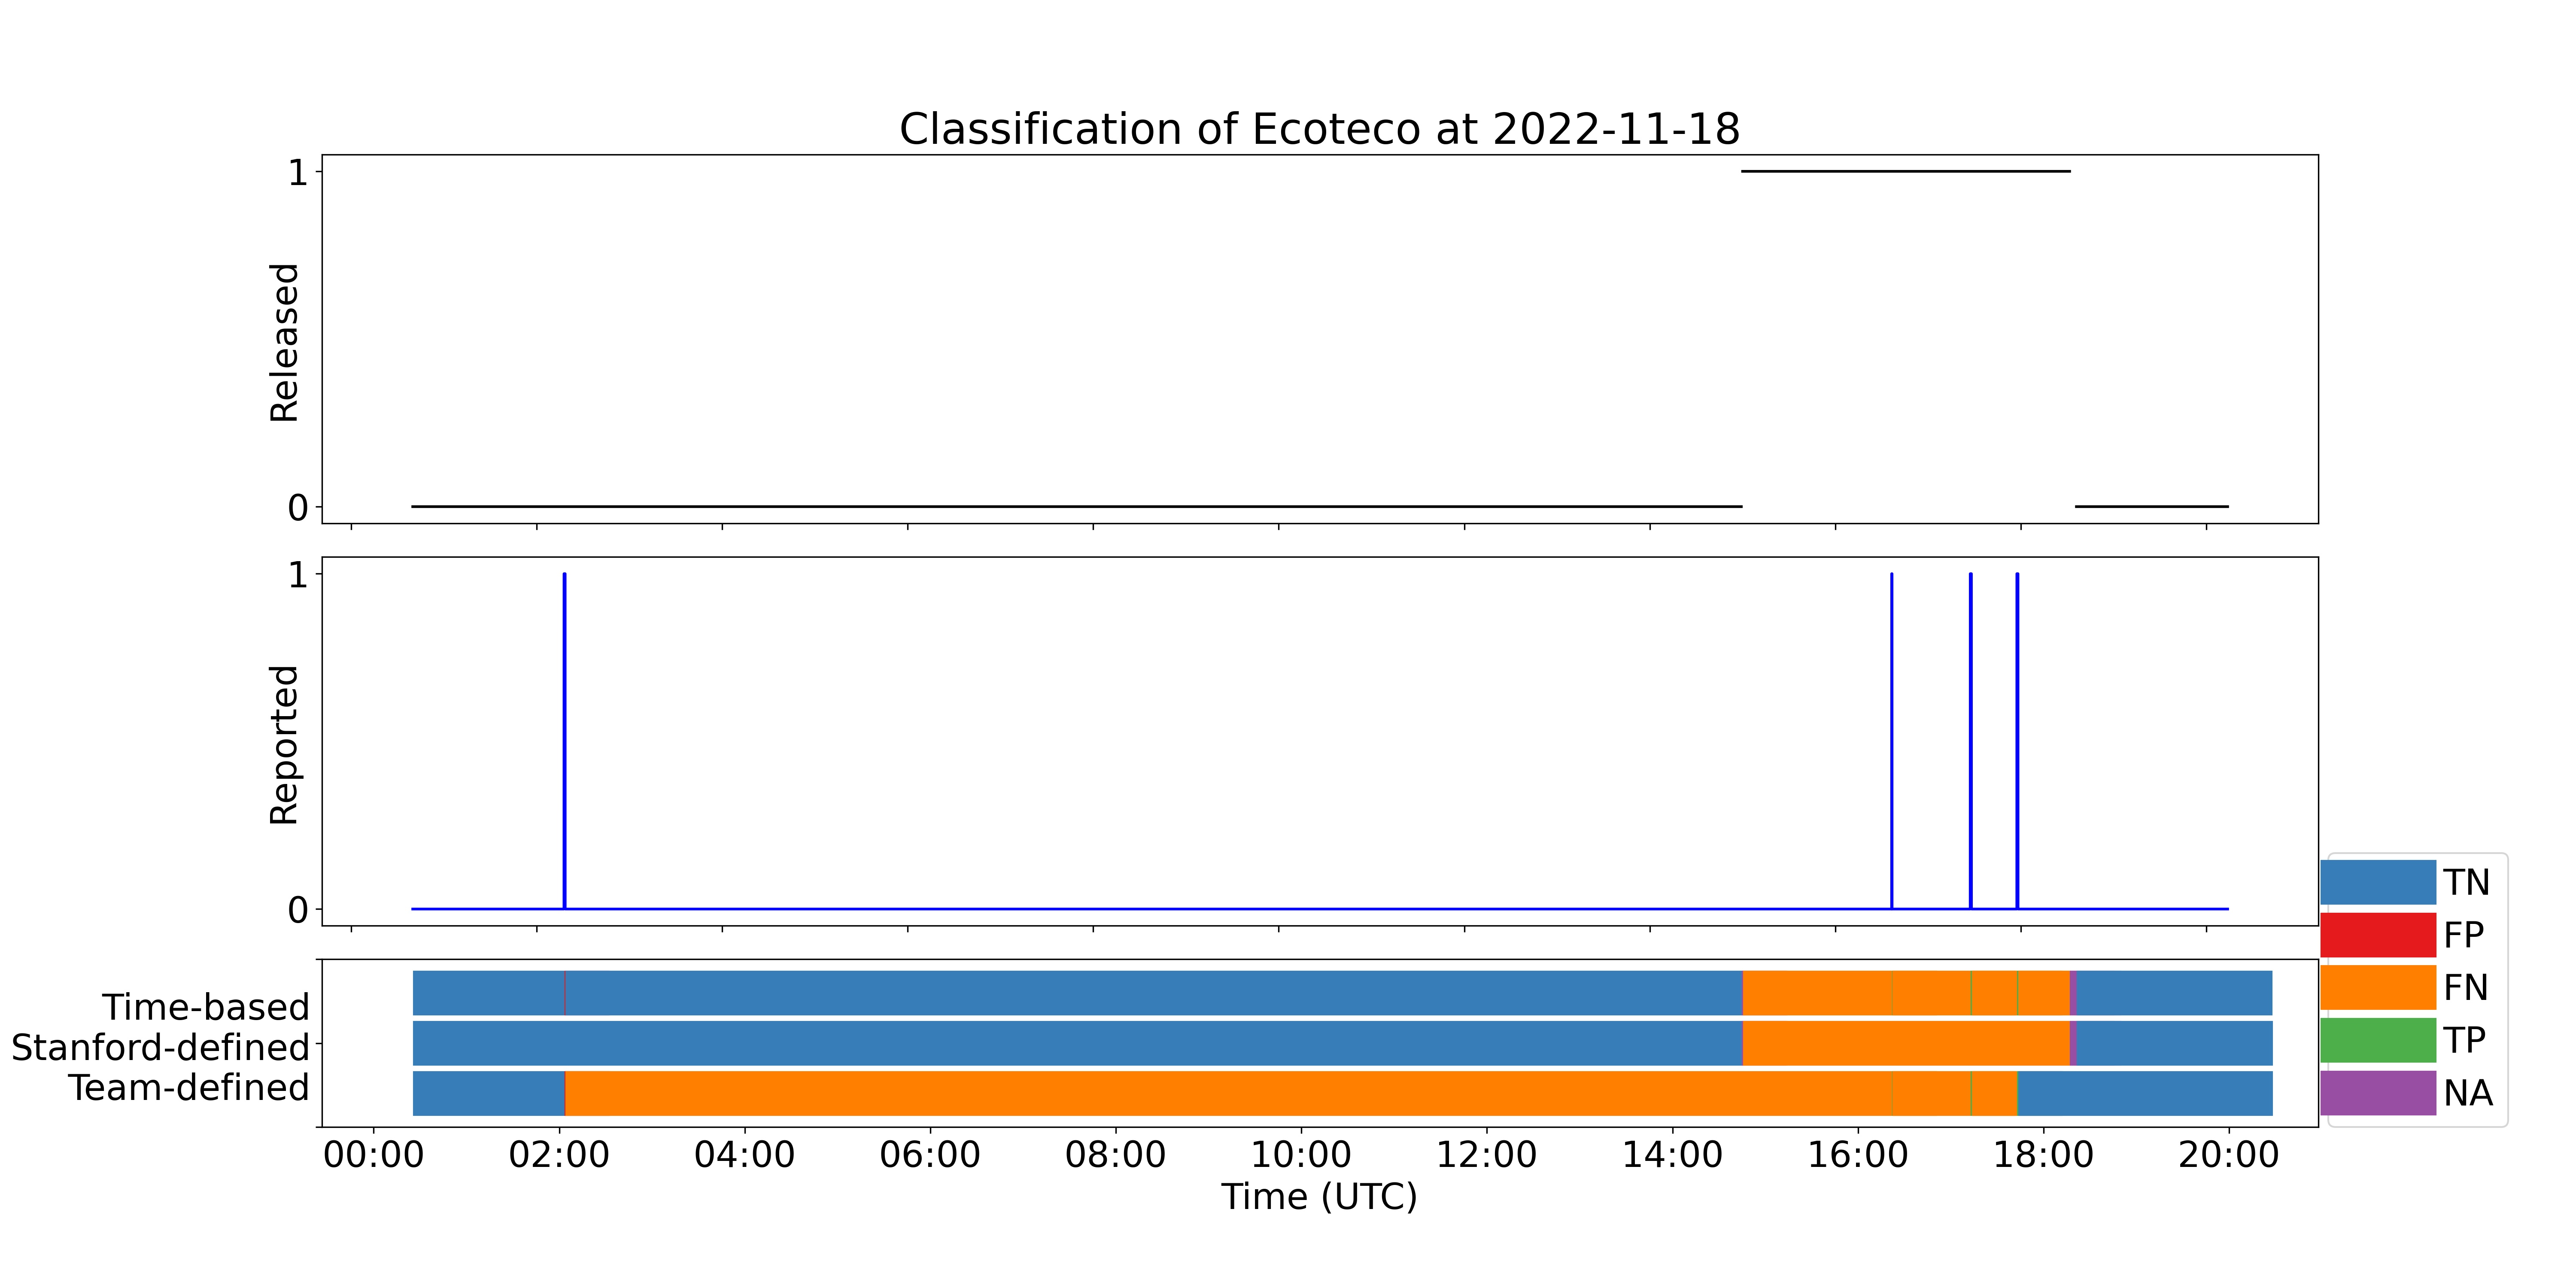 Classification of Ecoteco at 2022-11-18
1
Released
0
1
Reported
0
TN
FP
FN
TP
NA
Time-based
Stanford-defined
Team-defined
00:00 02:00 04:00 06:00 08:00 10:00 12:00 14:00 16:00 18:00 20:00
Time (UTC)